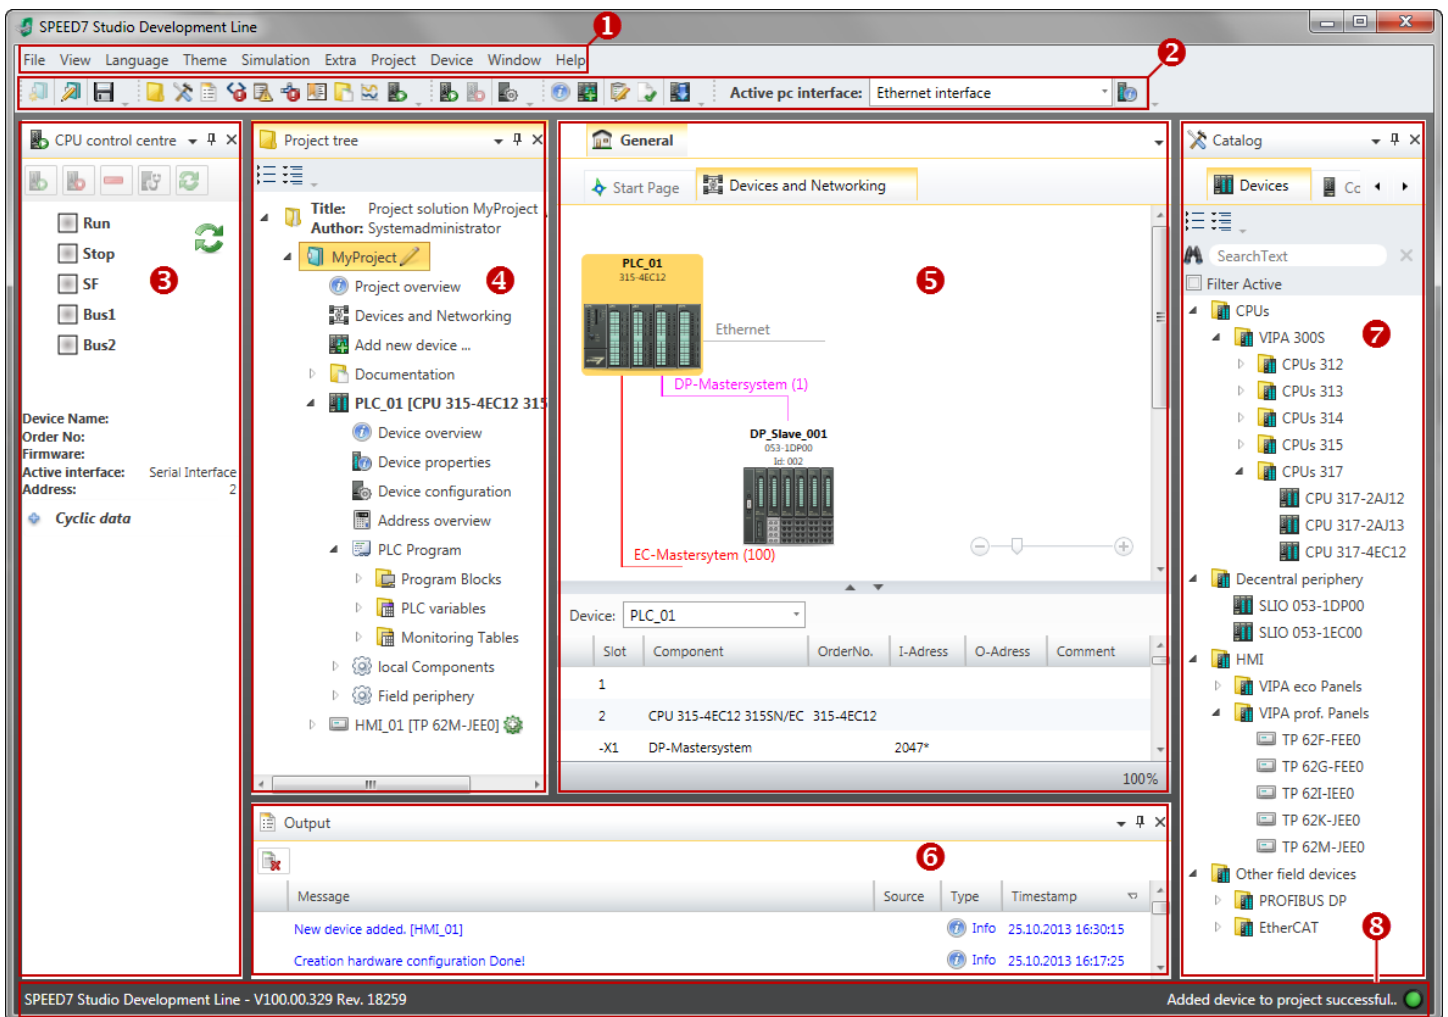 SPEED7 Studio Development Line
1
File View Language Theme Simulation Extra Project Device Window Help
2
Active pc interface: Ethernet interface
CPU control centre
Run
Stop
SF
3
Bus1
Bus2
Device Name:
Order No:
Firmware:
Active interface: Serial Interface
Address: 2
Cyclic data
Project tree
Title: Project solution MyProject
Author: Systemadministrator
MyProject
4
Project overview
Devices and Networking
Add new device ...
Documentation
PLC_01 [CPU 315-4EC12 315
Device overview
Device properties
Device configuration
Address overview
PLC Program
Program Blocks
PLC variables
Monitoring Tables
local Components
Field periphery
HMI_01 [TP 62M-JEE0]
General
Start Page Devices and Networking
PLC_01
315-4EC12
5
Ethernet
DP-Mastersystem (1)
DP_Slave_001
053-1DP00
Id: 002
EC-Mastersytem (100)
Device: PLC_01
Slot Component OrderNo. I-Adress O-Adress Comment
1
2 CPU 315-4EC12 315SN/EC 315-4EC12
-X1 DP-Mastersystem 2047*
100%
Output
6
Message Source Type Timestamp
New device added. [HMI_01] Info 25.10.2013 16:30:15
Creation hardware configuration Done! Info 25.10.2013 16:17:25
Catalog
Devices Cc
SearchText
Filter Active
CPUs
VIPA 300S
7
CPUs 312
CPUs 313
CPUs 314
CPUs 315
CPUs 317
CPU 317-2AJ12
CPU 317-2AJ13
CPU 317-4EC12
Decentral periphery
SLIO 053-1DP00
SLIO 053-1EC00
HMI
VIPA eco Panels
VIPA prof. Panels
TP 62F-FEE0
TP 62G-FEE0
TP 62I-IEE0
TP 62K-JEE0
TP 62M-JEE0
Other field devices
PROFIBUS DP
EtherCAT
8
SPEED7 Studio Development Line - V100.00.329 Rev. 18259
Added device to project successful..